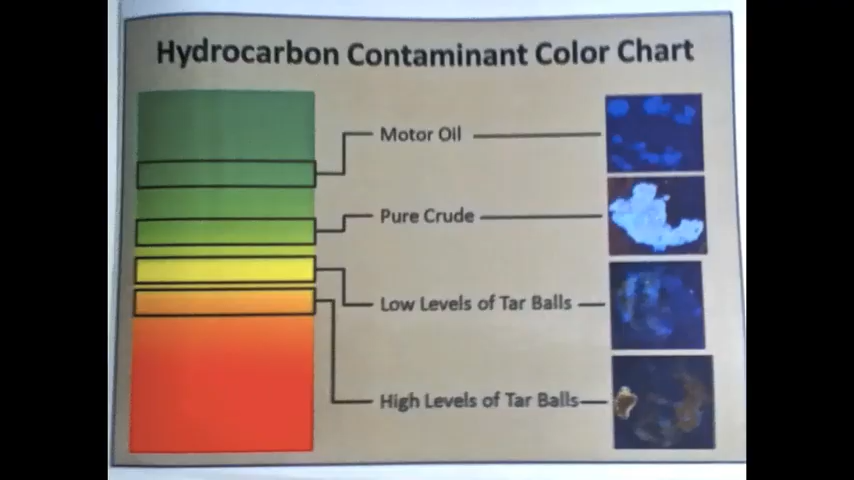 Hydrocarbon Contaminant Color Chart
Motor Oil
Pure Crude
Low Levels of Tar Balls
High Levels of Tar Balls